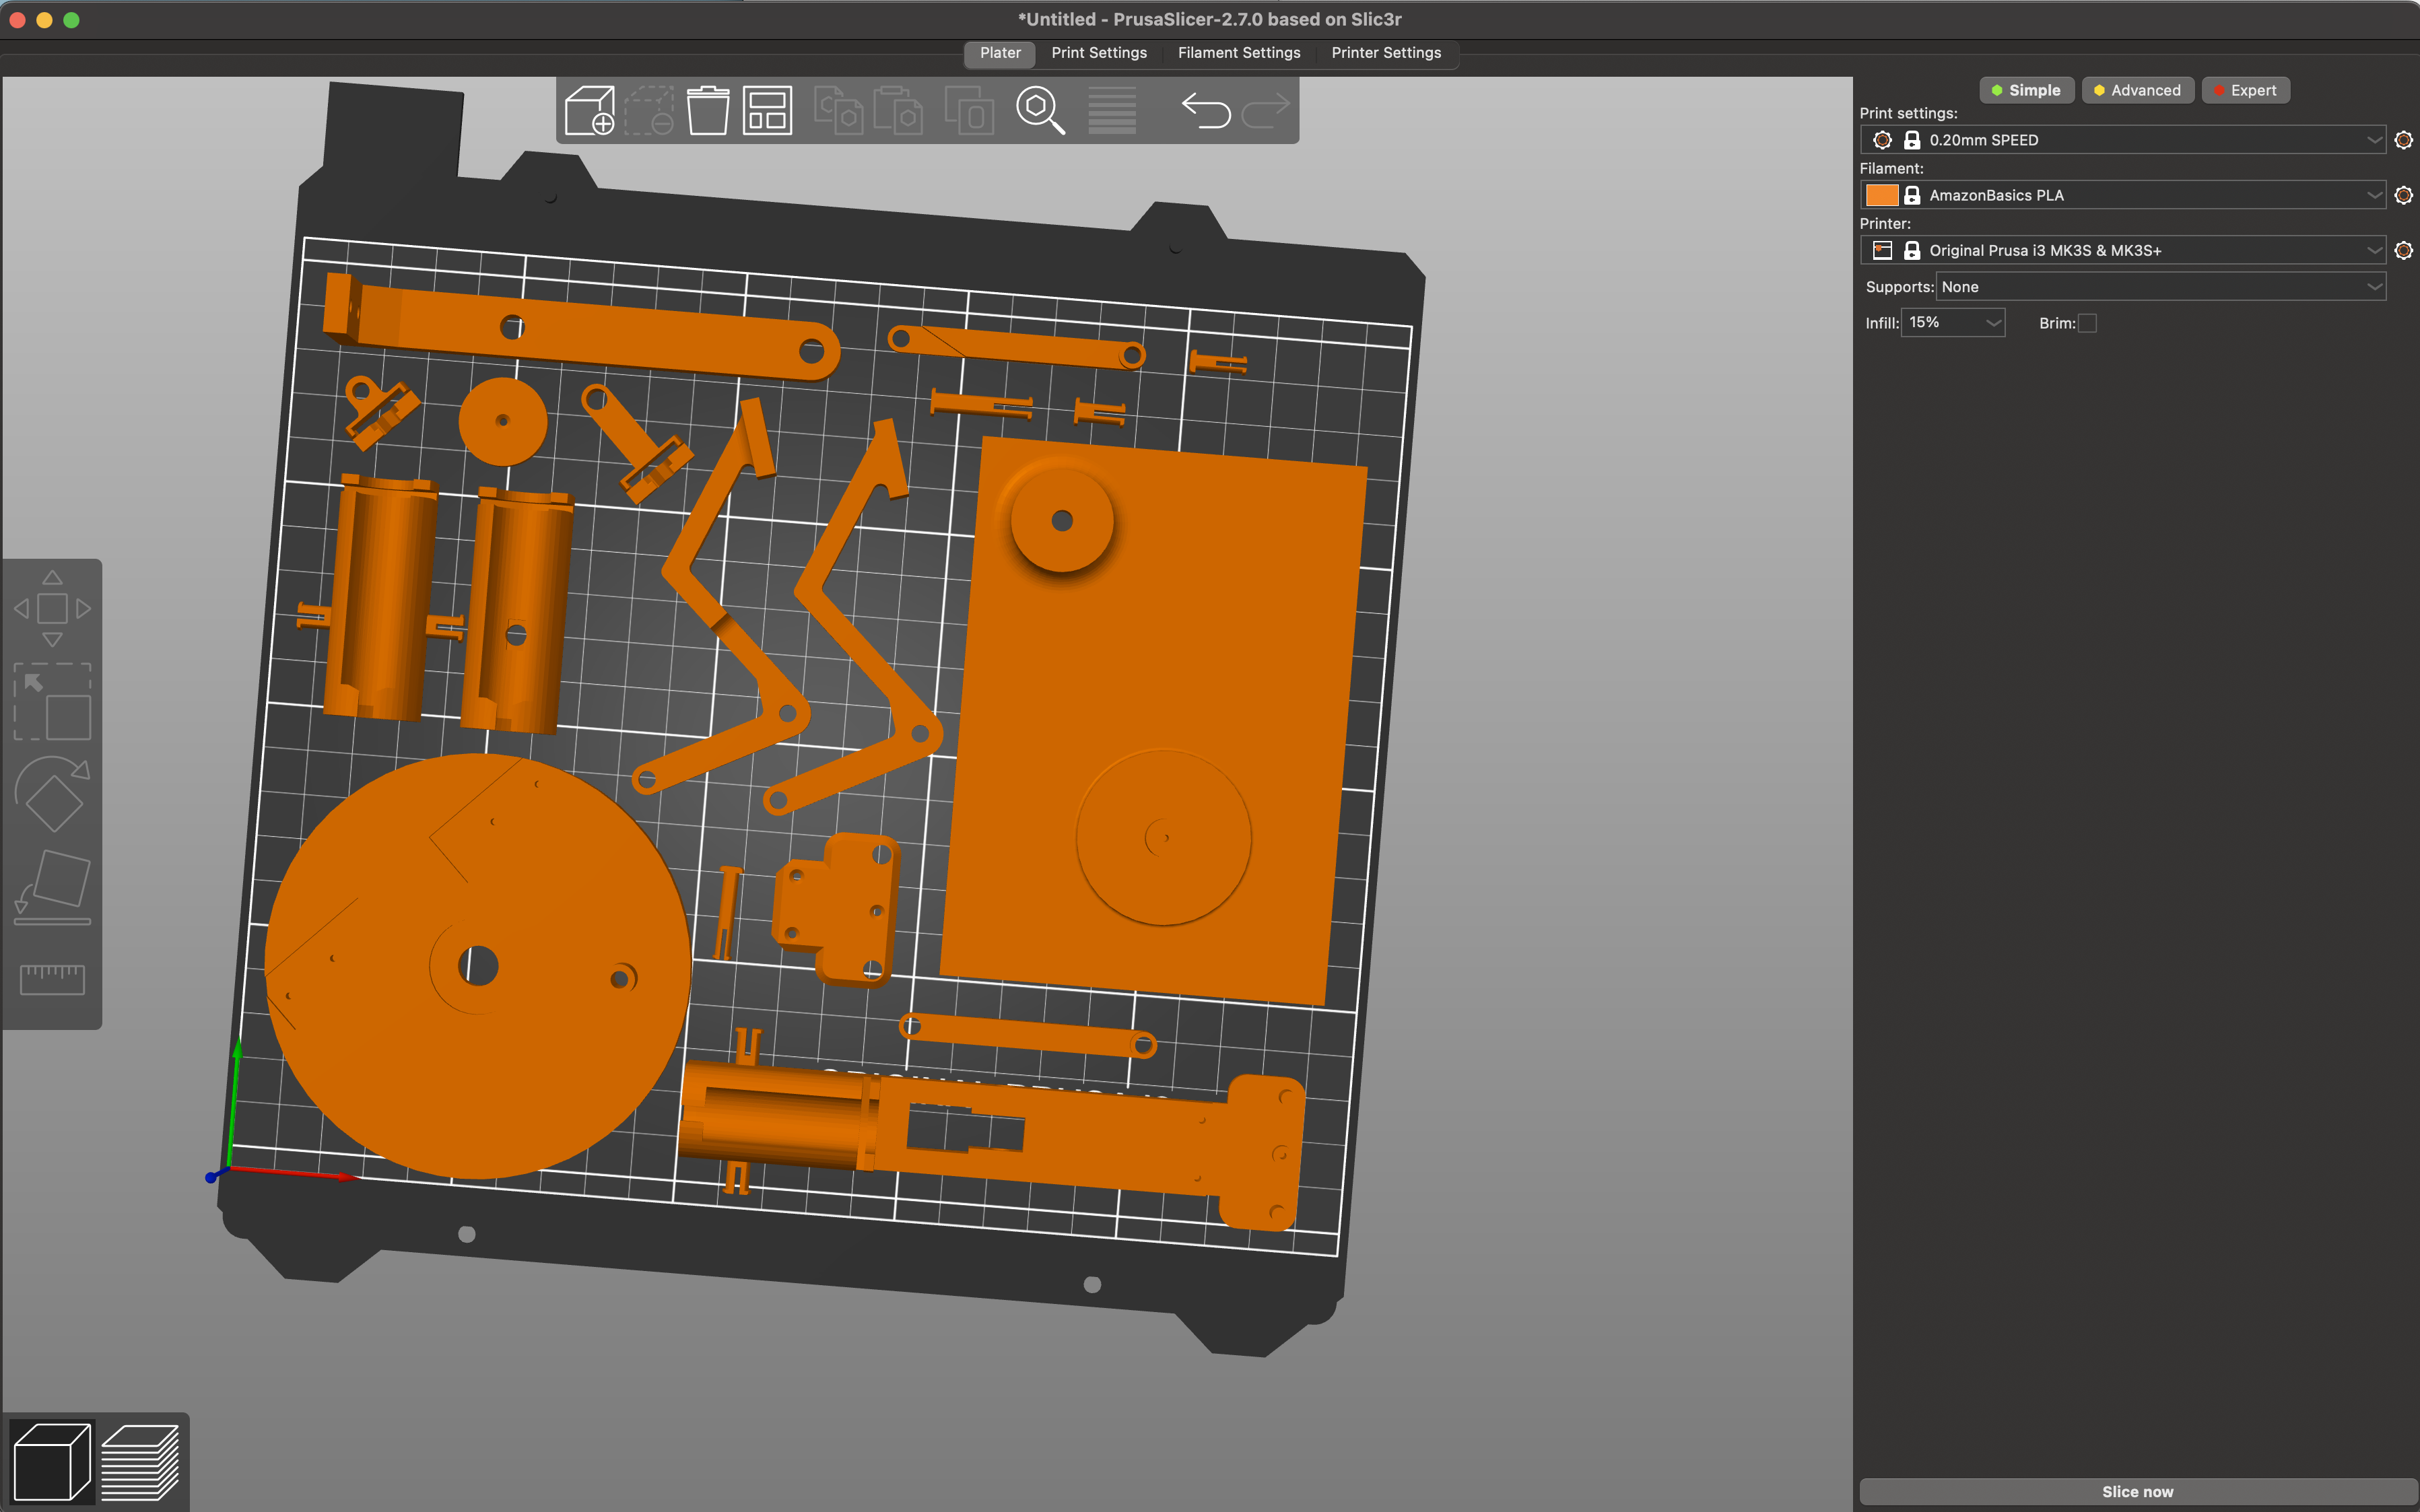 *Untitled - PrusaSlicer-2.7.0 based on Slic3r
Plater Print Settings Filament Settings Printer Settings
Simple Advanced Expert
Print settings:
0.20mm SPEED
Filament:
AmazonBasics PLA
Printer:
Original Prusa i3 MK3S & MK3S+
Supports: None
Infill: 15% Brim:
Slice now